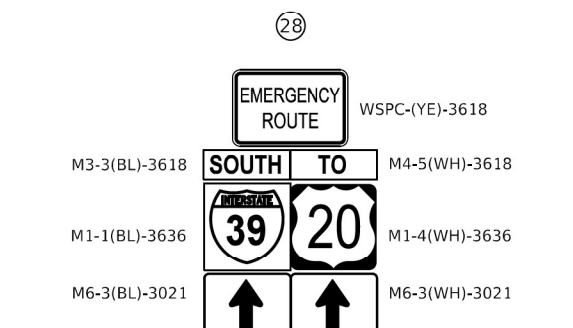 28
EMERGENCY
ROUTE
WSPC-(YE)-3618
M3-3(BL)-3618
SOUTH
TO
M4-5(WH)-3618
INTERSTATE
39
20
M1-1(BL)-3636
M1-4(WH)-3636
M6-3(BL)-3021
M6-3(WH)-3021